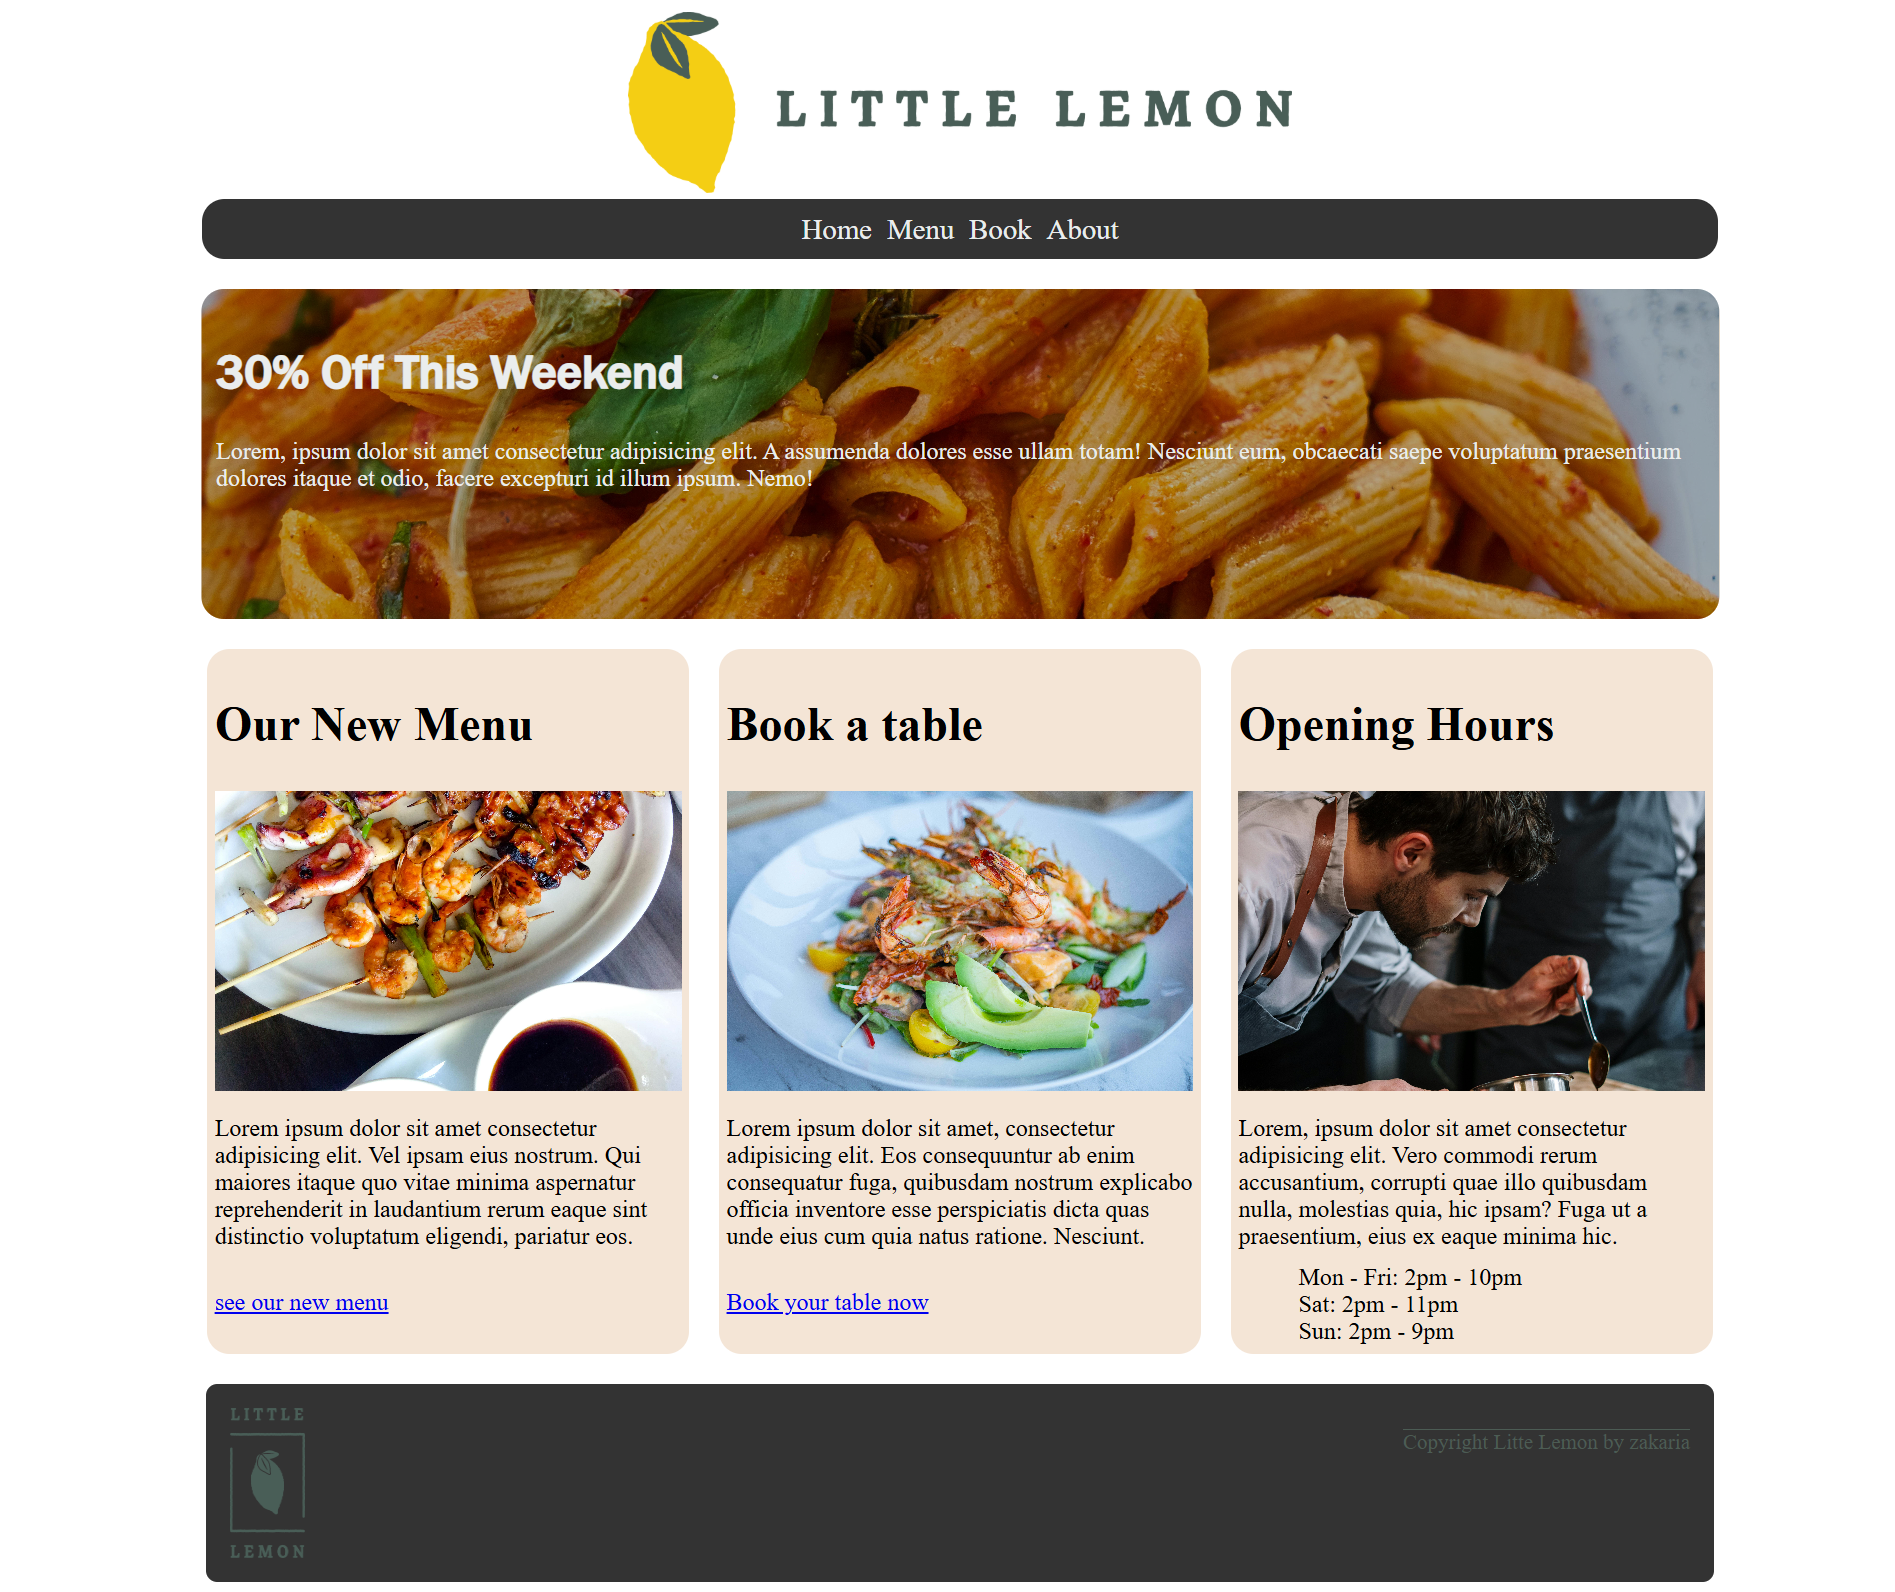 LITTLE LEMON
Home Menu Book About
30% Off This Weekend
Lorem, ipsum dolor sit amet consectetur adipisicing elit. A assumenda dolores esse ullam totam! Nesciunt eum, obcaecati saepe voluptatum praesentium
dolores itaque et odio, facere excepturi id illum ipsum. Nemo!
Our New Menu
Lorem ipsum dolor sit amet consectetur
adipisicing elit. Vel ipsam eius nostrum. Qui
maiores itaque quo vitae minima aspernatur
reprehenderit in laudantium rerum eaque sint
distinctio voluptatum eligendi, pariatur eos.
see our new menu
Book a table
Lorem ipsum dolor sit amet, consectetur
adipisicing elit. Eos consequuntur ab enim
consequatur fuga, quibusdam nostrum explicabo
officia inventore esse perspiciatis dicta quas
unde eius cum quia natus ratione. Nesciunt.
Book your table now
Opening Hours
Lorem, ipsum dolor sit amet consectetur
adipisicing elit. Vero commodi rerum
accusantium, corrupti quae illo quibusdam
nulla, molestias quia, hic ipsam? Fuga ut a
praesentium, eius ex eaque minima hic.
Mon - Fri: 2pm - 10pm
Sat: 2pm - 11pm
Sun: 2pm - 9pm
LITTLE
LEMON
Copyright Litte Lemon by zakaria